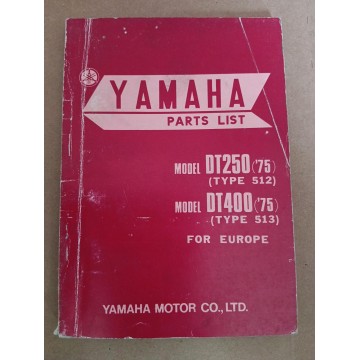 YAMAHA
PARTS LIST
MODEL DT250 ('75)
(TYPE 512)
MODEL DT400 ('75)
(TYPE 513)
FOR EUROPE
YAMAHA MOTOR CO., LTD.